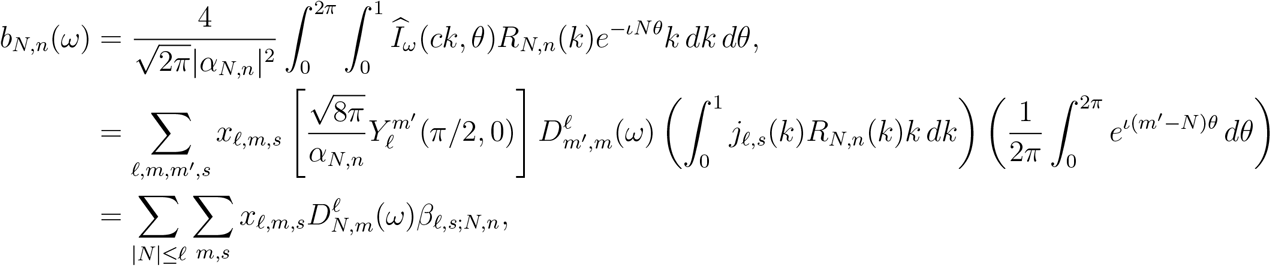 b_{N,n}(\omega) = \frac{4}{\sqrt{2\pi}|\alpha_{N,n}|^2} \int_0^{2\pi} \int_0^1 \widehat{I}_\omega(ck, \theta) R_{N,n}(k) e^{-\iota N\theta} k \, dk \, d\theta,
= \sum_{\ell,m,m',s} x_{\ell,m,s} \left[ \frac{\sqrt{8\pi}}{\alpha_{N,n}} Y_\ell^{m'}(\pi/2, 0) \right] D^\ell_{m',m}(\omega) \left( \int_0^1 j_{\ell,s}(k) R_{N,n}(k) k \, dk \right) \left( \frac{1}{2\pi} \int_0^{2\pi} e^{\iota(m'-N)\theta} \, d\theta \right)
= \sum_{|N|\leq\ell} \sum_{m,s} x_{\ell,m,s} D^\ell_{N,m}(\omega) \beta_{\ell,s;N,n},